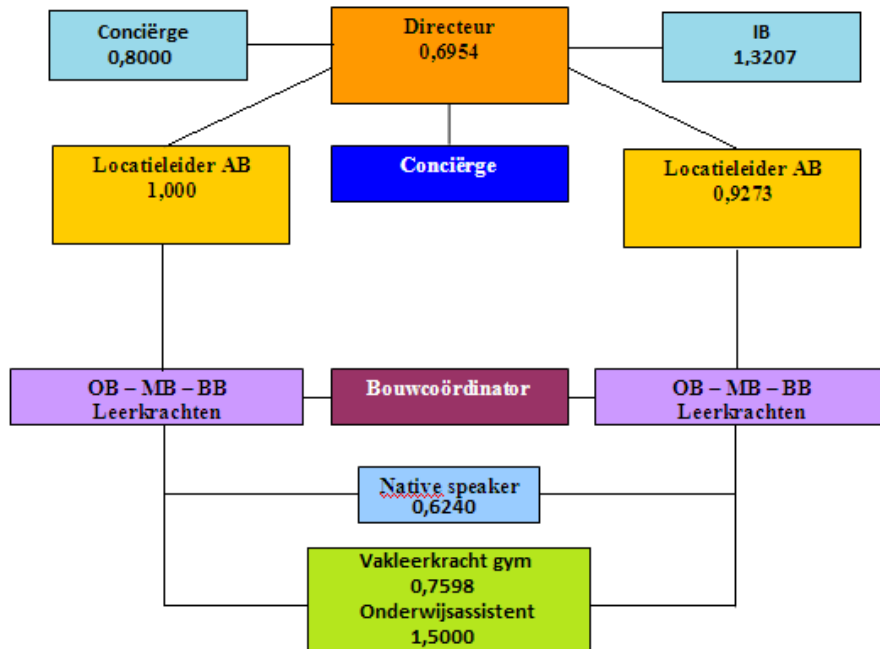 Conciërge
0,8000
Directeur
0,6954
IB
1,3207
Locatieleider AB
1,000
Conciërge
Locatieleider AB
0,9273
OB – MB – BB
Leerkrachten
Bouwcoördinator
OB – MB – BB
Leerkrachten
Native speaker
0,6240
Vakleerkracht gym
0,7598
Onderwijsassistent
1,5000